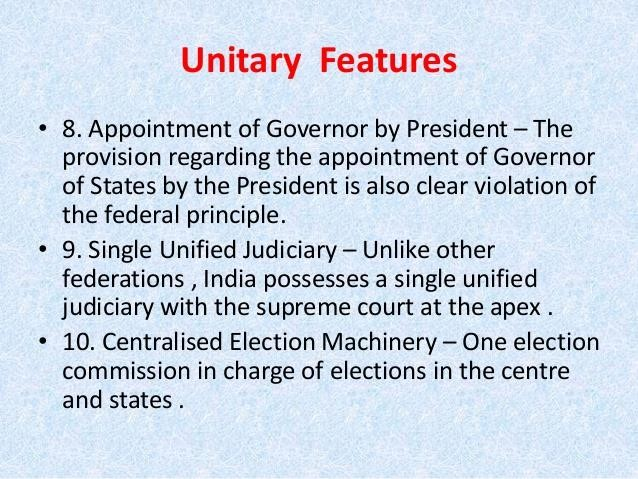 Unitary Features
• 8. Appointment of Governor by President – The
provision regarding the appointment of Governor
of States by the President is also clear violation of
the federal principle.
• 9. Single Unified Judiciary – Unlike other
federations , India possesses a single unified
judiciary with the supreme court at the apex .
• 10. Centralised Election Machinery – One election
commission in charge of elections in the centre
and states .